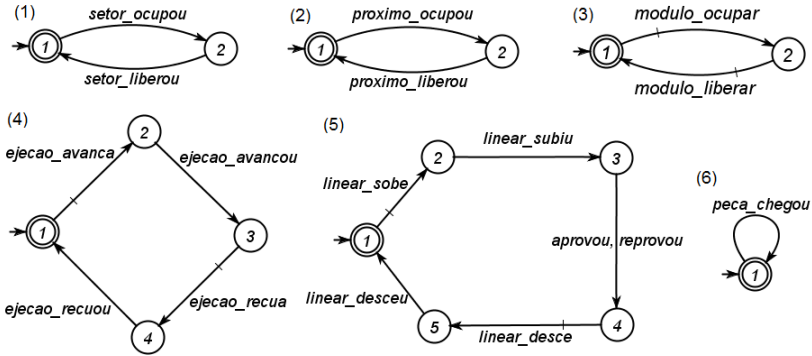 (1)
setor_ocupou
1
2
setor_liberou
(2)
proximo_ocupou
1
2
proximo_liberou
(3)
modulo_ocupar
1
2
modulo_liberar
(4)
2
ejecao_avanca
ejecao_avancou
1
3
ejecao_recuou
ejecao_recua
4
(5)
linear_subiu
2
3
linear_sobe
1
aprovou, reprovou
linear_desceu
5
linear_desce
4
(6)
peca_chegou
1